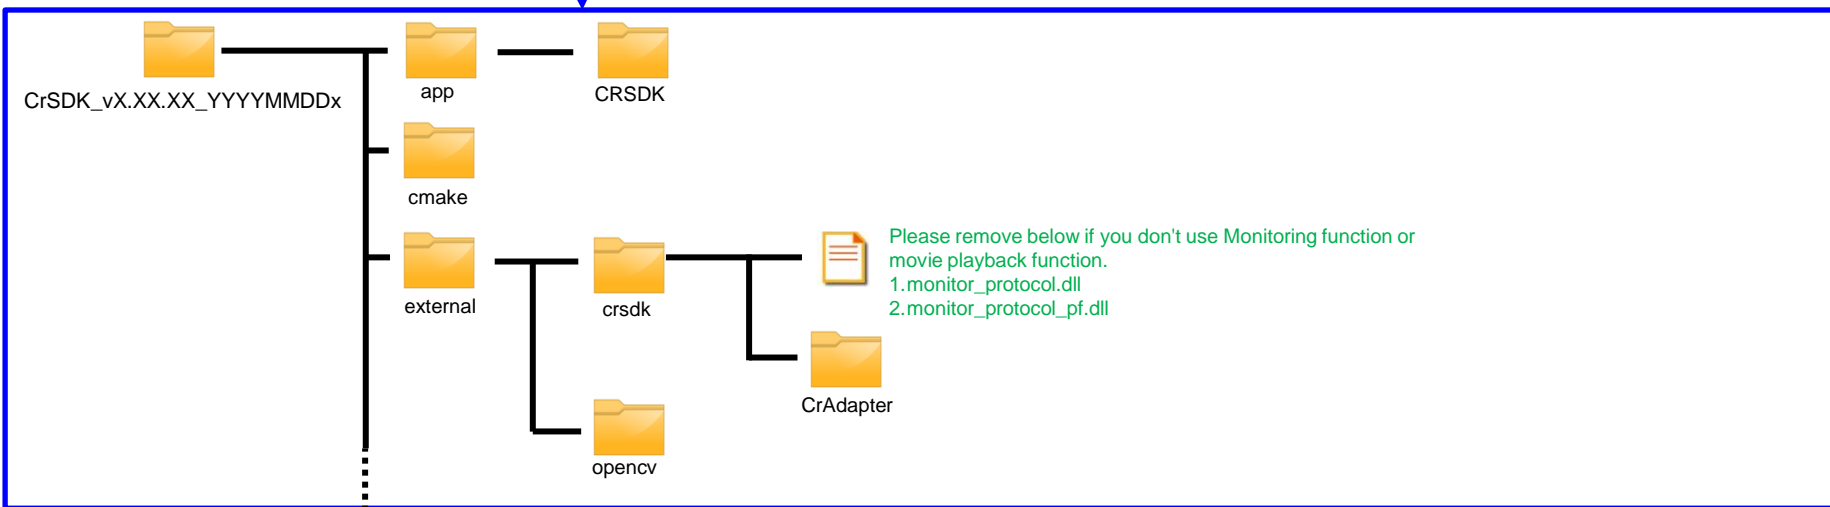 CrSDK_vX.XX.XX_YYYYMMDDx
app
CRSDK
cmake
external
crsdk
Please remove below if you don't use Monitoring function or
movie playback function.
1.monitor_protocol.dll
2.monitor_protocol_pf.dll
CrAdapter
opencv